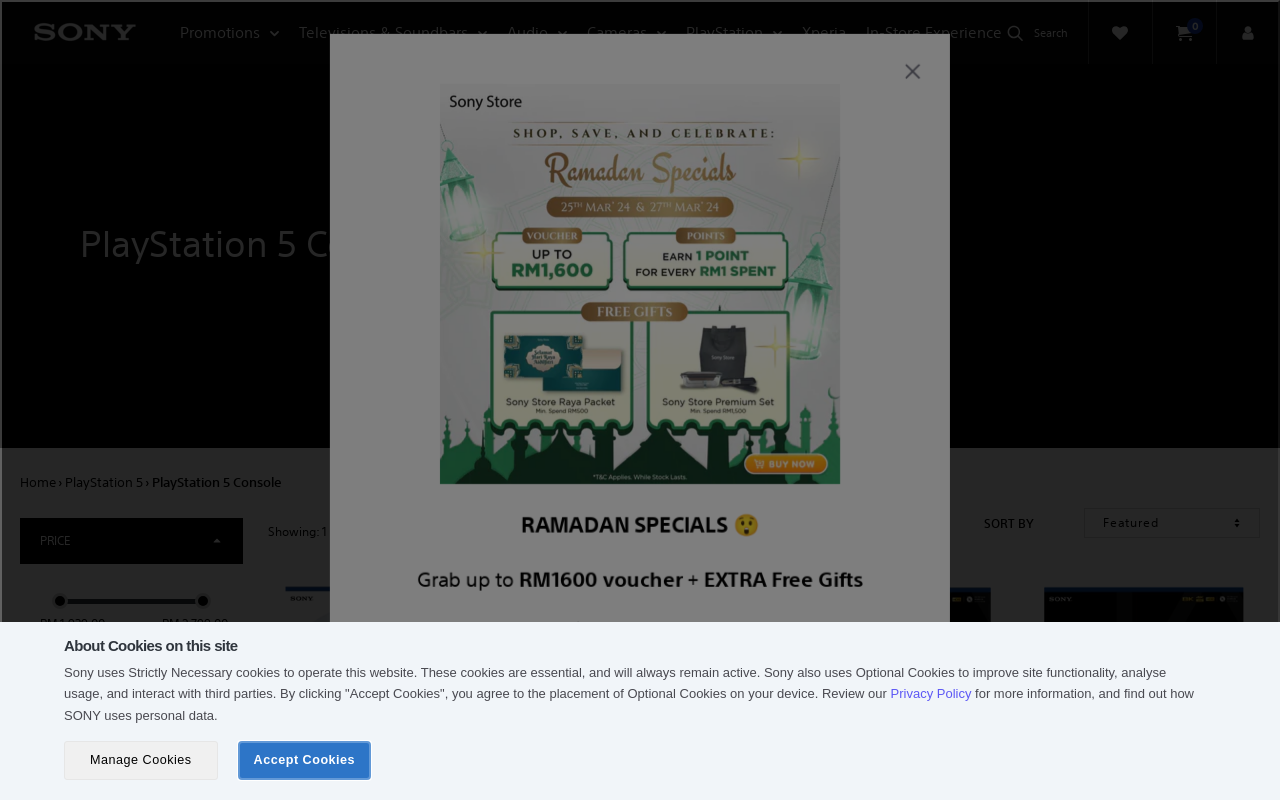 SONY
Promotions
Televisions & Soundbars
Audio
Cameras
PlayStation
Xperia
In-Store Experience
Search
0
PlayStation 5 Co
Sony Store
SHOP, SAVE, AND CELEBRATE:
Ramadan Specials
25TH MAR' 24 & 27TH MAR' 24
VOUCHER
UP TO
RM1,600
POINTS
EARN 1 POINT
FOR EVERY RM1 SPENT
FREE GIFTS
Sony Store Raya Packet
Min. Spend RM500
Sony Store Premium Set
Min. Spend RM1,500
BUY NOW
*T&C Applies. While Stock Lasts.
RAMADAN SPECIALS 😲
Grab up to RM1600 voucher + EXTRA Free Gifts
Home › PlayStation 5 › PlayStation 5 Console
PRICE
Showing: 1
SORT BY
Featured
SONY
SONY
About Cookies on this site
Sony uses Strictly Necessary cookies to operate this website. These cookies are essential, and will always remain active. Sony also uses Optional Cookies to improve site functionality, analyse
usage, and interact with third parties. By clicking "Accept Cookies", you agree to the placement of Optional Cookies on your device. Review our Privacy Policy for more information, and find out how
SONY uses personal data.
Manage Cookies
Accept Cookies